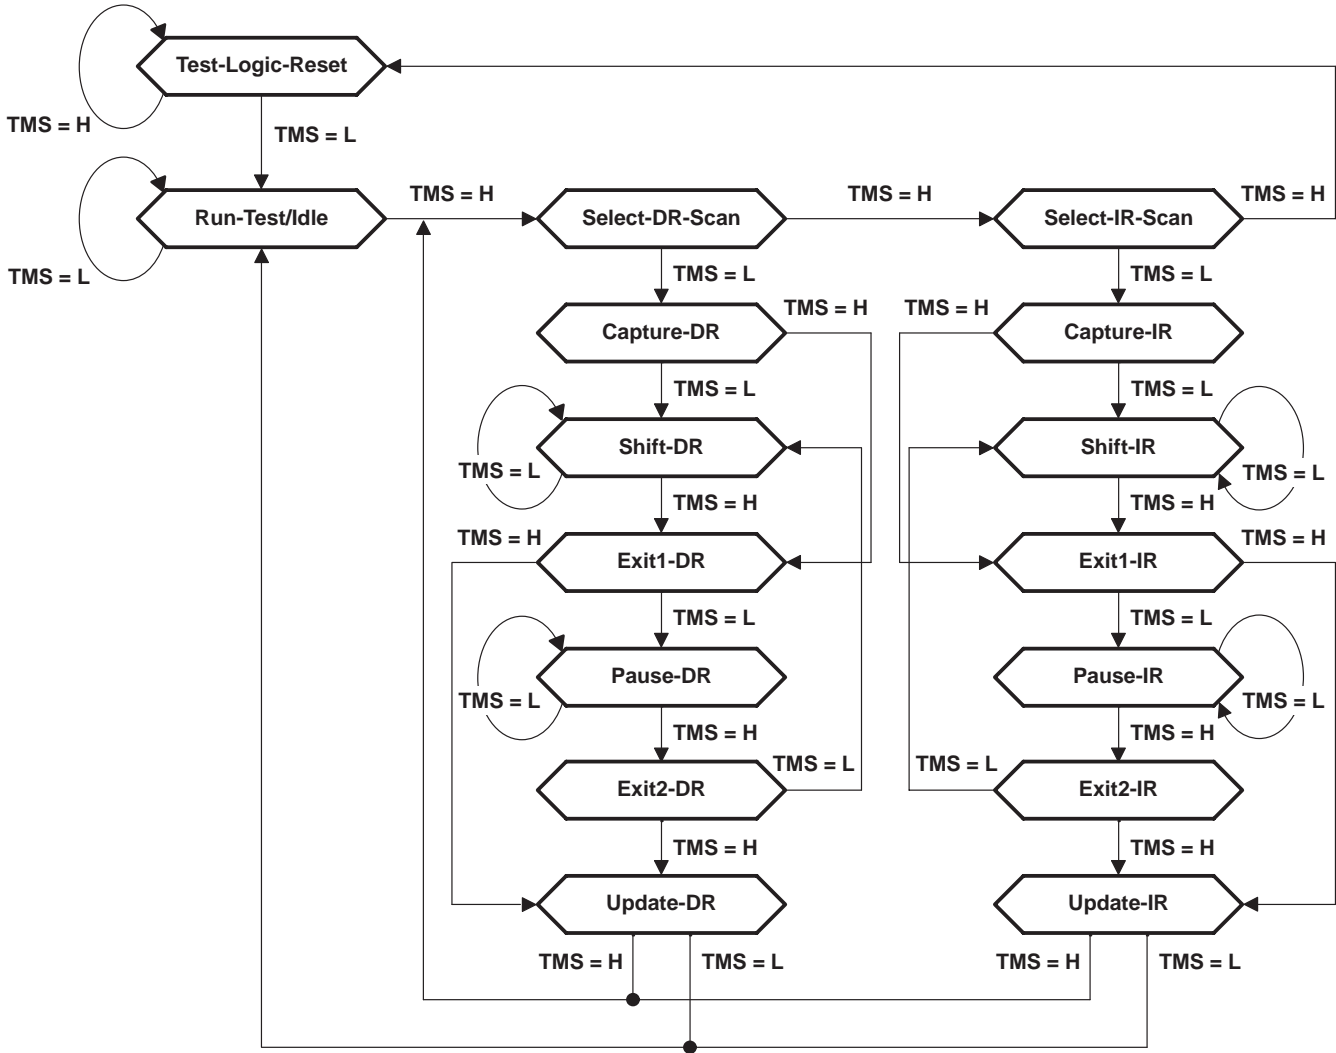 Test-Logic-Reset
TMS = H
TMS = L
TMS = H
TMS = H
TMS = H
Run-Test/Idle
Select-DR-Scan
Select-IR-Scan
TMS = L
TMS = L
TMS = L
TMS = H
TMS = H
Capture-DR
Capture-IR
TMS = L
TMS = L
Shift-DR
Shift-IR
TMS = L
TMS = L
TMS = H
TMS = H
TMS = H
TMS = H
Exit1-DR
Exit1-IR
TMS = L
TMS = L
Pause-DR
Pause-IR
TMS = L
TMS = L
TMS = H
TMS = H
TMS = L
TMS = L
Exit2-DR
Exit2-IR
TMS = H
TMS = H
Update-DR
Update-IR
TMS = H
TMS = L
TMS = H
TMS = L